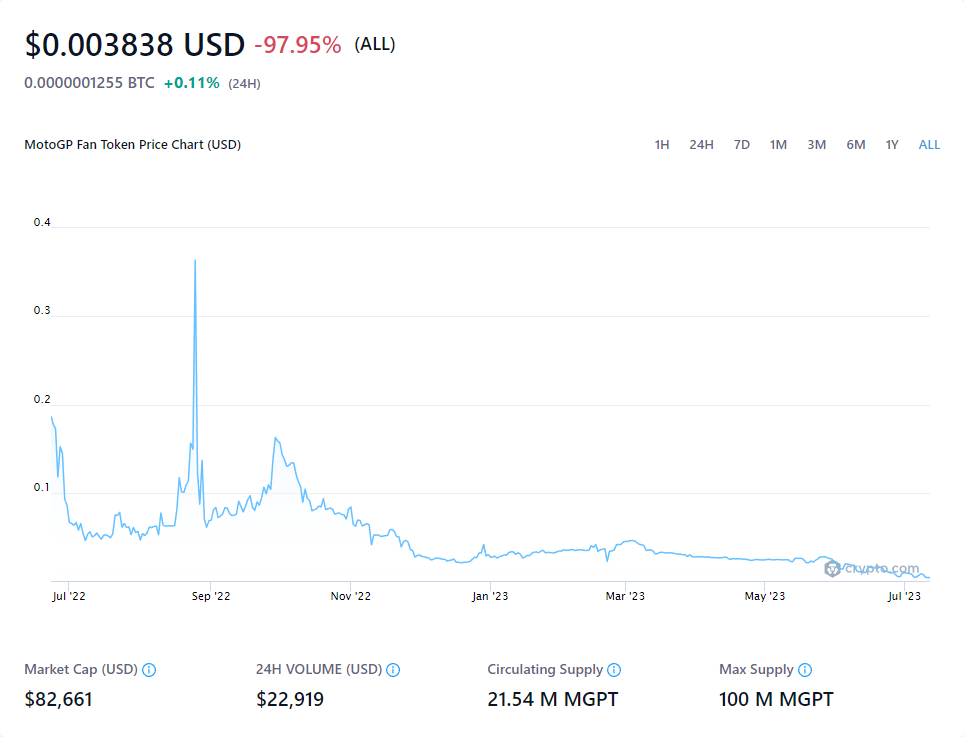 $0.003838 USD -97.95% (ALL)
0.0000001255 BTC +0.11% (24H)
MotoGP Fan Token Price Chart (USD) 1H 24H 7D 1M 3M 6M 1Y ALL
0.4
0.3
0.2
0.1
crypto.com
Jul '22 Sep '22 Nov '22 Jan '23 Mar '23 May '23 Jul '23
Market Cap (USD) 24H VOLUME (USD) Circulating Supply Max Supply
$82,661 $22,919 21.54 M MGPT 100 M MGPT